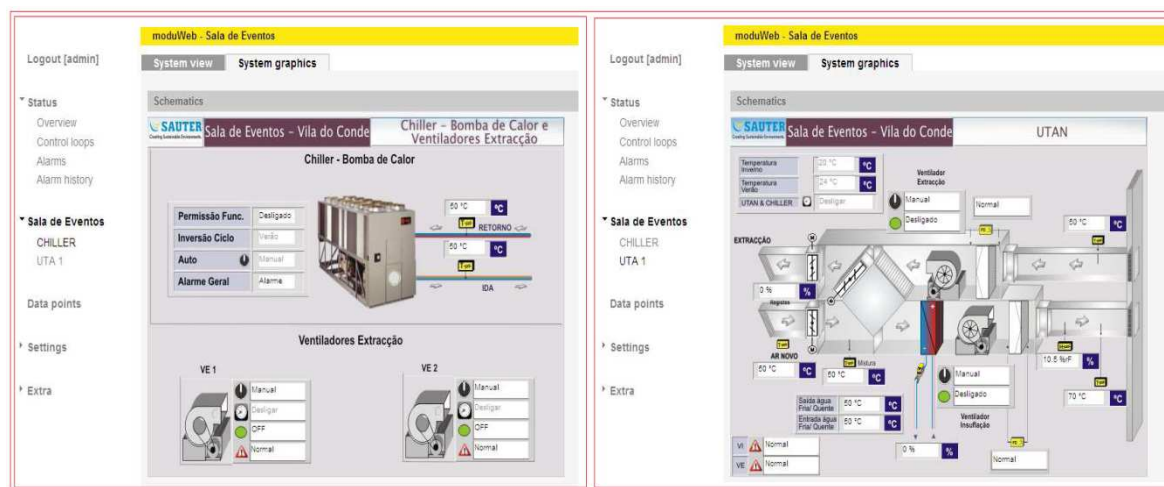 moduWeb - Sala de Eventos
Logout [admin]
System view
System graphics
Status
Overview
Control loops
Alarms
Alarm history
Sala de Eventos
CHILLER
UTA 1
Data points
Settings
Extra
Schematics
SAUTER
Creating Sustainable Environments.
Sala de Eventos - Vila do Conde
Chiller - Bomba de Calor e
Ventiladores Extracção
Chiller - Bomba de Calor
Permissão Func.
Desligado
Inversão Ciclo
Verão
Auto
Manual
Alarme Geral
Alarme
50 °C
°C
RETORNO
50 °C
°C
IDA
Ventiladores Extracção
VE 1
Manual
Desligar
OFF
Normal
VE 2
Manual
Desligar
OFF
Normal
moduWeb - Sala de Eventos
Logout [admin]
System view
System graphics
Status
Overview
Control loops
Alarms
Alarm history
Sala de Eventos
CHILLER
UTA 1
Data points
Settings
Extra
Schematics
SAUTER
Creating Sustainable Environments.
Sala de Eventos - Vila do Conde
UTAN
Temperatura
Inverno
20 °C
°C
Temperatura
Verão
24 °C
°C
UTAN & CHILLER
Desligar
Ventilador
Extracção
Manual
Desligado
Normal
50 °C
°C
EXTRACÇÃO
M
0 %
%
Registos
M
AR NOVO
50 °C
°C
Mistura
50 °C
°C
10.5 %rF
%
70 °C
°C
Manual
Desligado
Ventilador
Insuflação
Saída água
Fria/ Quente
50 °C
°C
Entrada água
Fria/ Quente
50 °C
°C
0 %
%
Normal
VI
Normal
VE
Normal